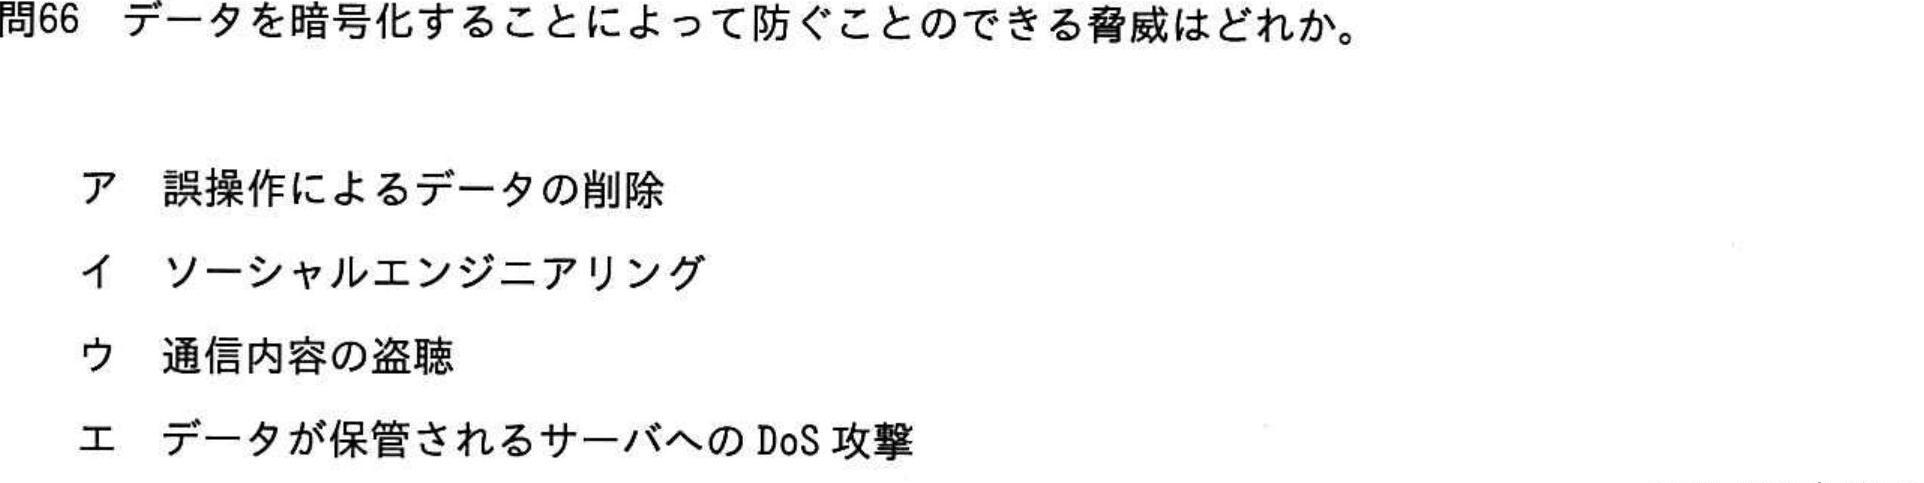 問66　データを暗号化することによって防ぐことのできる脅威はどれか。
ア　誤操作によるデータの削除
イ　ソーシャルエンジニアリング
ウ　通信内容の盗聴
エ　データが保管されるサーバへの DoS 攻撃